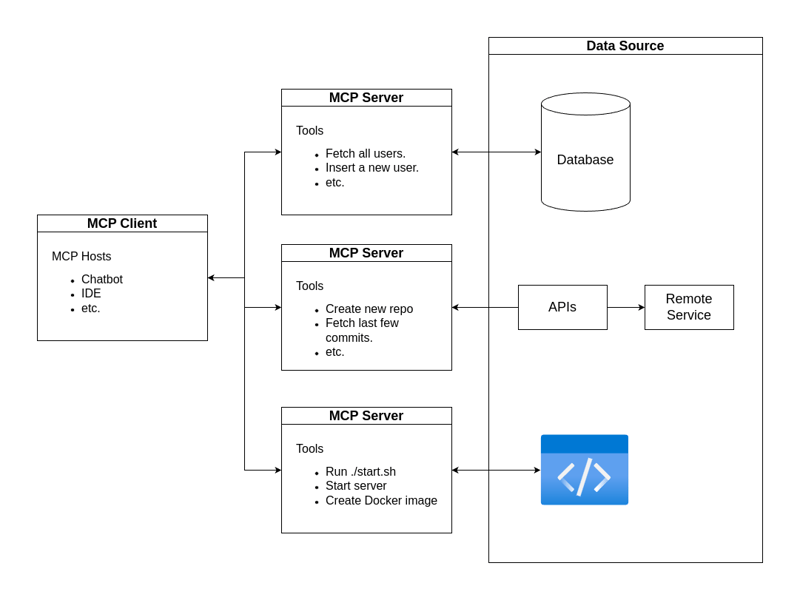 Data Source
MCP Server
Tools
Fetch all users.
Insert a new user.
etc.
Database
MCP Client
MCP Hosts
Chatbot
IDE
etc.
MCP Server
Tools
Create new repo
Fetch last few
commits.
etc.
APIs
Remote
Service
MCP Server
Tools
Run ./start.sh
Start server
Create Docker image